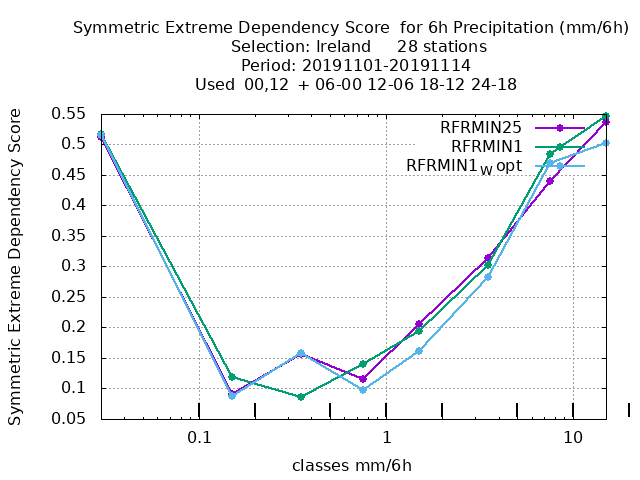 Symmetric Extreme Dependency Score  for 6h Precipitation (mm/6h)
Selection: Ireland     28 stations
Period: 20191101-20191114
Used  00,12  + 06-00 12-06 18-12 24-18
Symmetric Extreme Dependency Score
0.55
0.5
0.45
0.4
0.35
0.3
0.25
0.2
0.15
0.1
0.05
RFRMIN25
RFRMIN1
RFRMIN1W opt
0.1
1
10
classes mm/6h